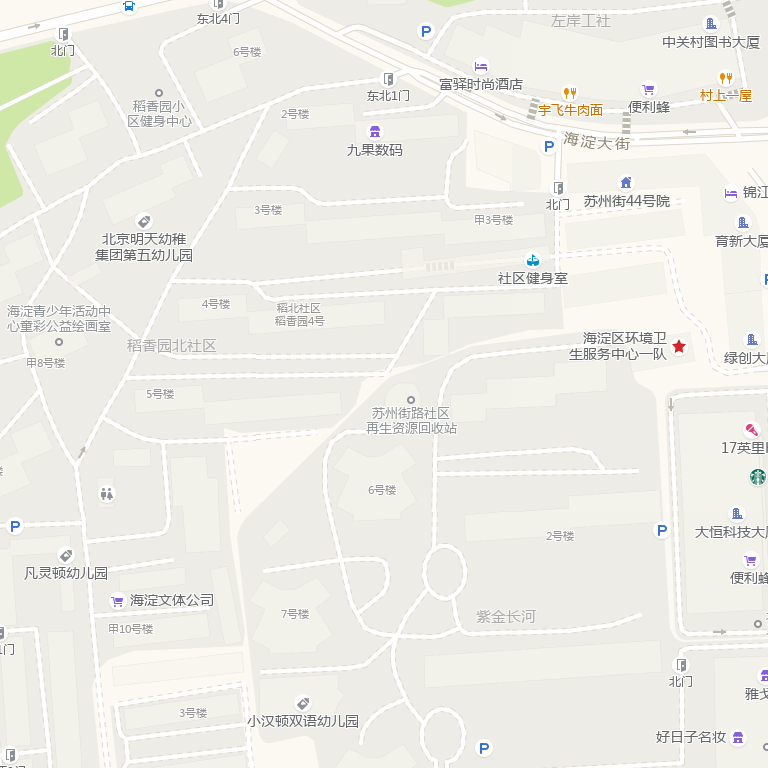 东北4门
左岸工社
北门
中关村图书大厦
6号楼
富驿时尚酒店
东北1门
宇飞牛肉面
便利蜂
村上一屋
稻香园小
区健身中心
2号楼
九果数码
海淀大街
北门
苏州街44号院
锦江
3号楼
甲3号楼
北京明天幼稚
集团第五幼儿园
育新大厦
社区健身室
4号楼
稻北社区
稻香园4号
海淀青少年活动中
心童彩公益绘画室
稻香园北社区
甲8号楼
海淀区环境卫
生服务中心一队
绿创大厦
5号楼
苏州街路社区
再生资源回收站
17英里
6号楼
2号楼
大恒科技大
凡灵顿幼儿园
便利蜂
海淀文体公司
甲10号楼
7号楼
紫金长河
门
北门
雅戈
3号楼
小汉顿双语幼儿园
好日子名妆